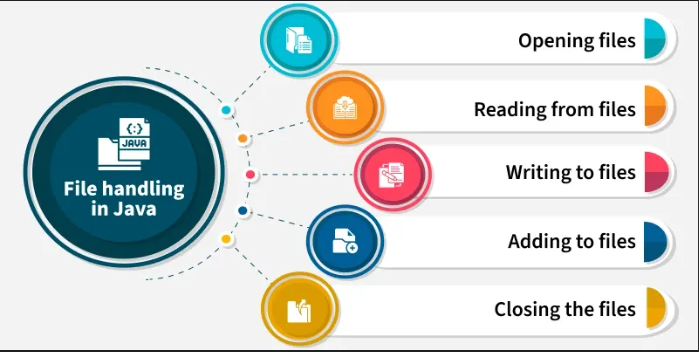 {:}
JAVA
File handling
in Java
Opening files
Reading from files
Writing to files
Adding to files
Closing the files